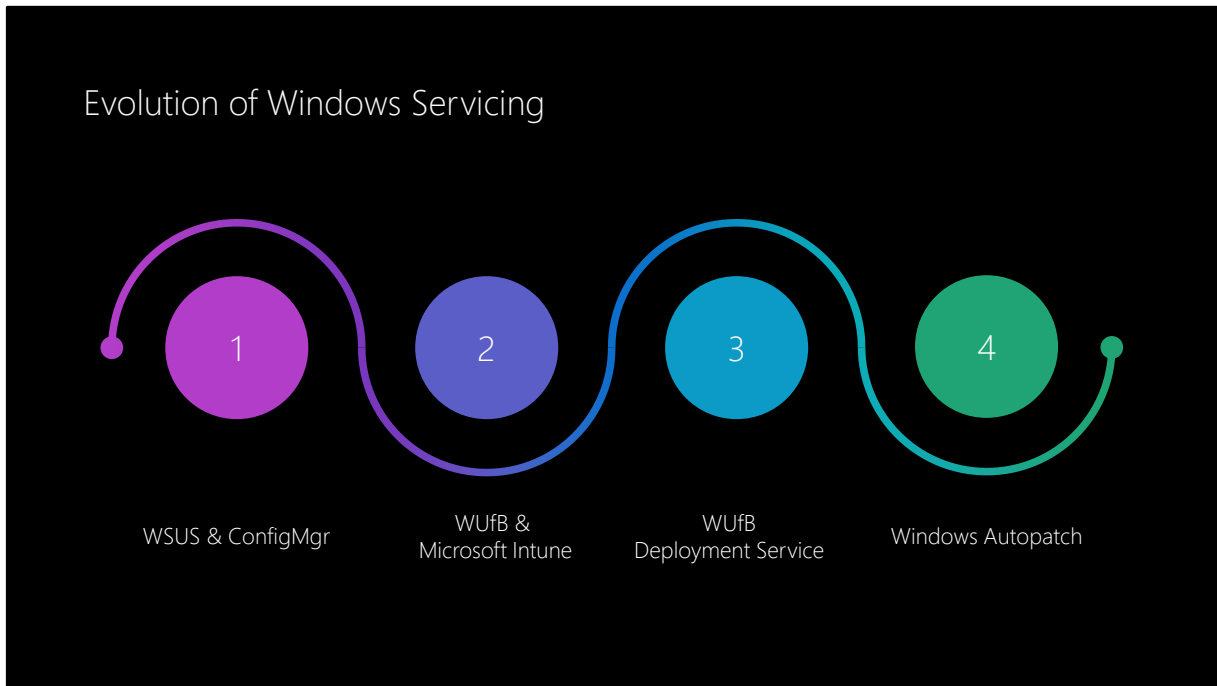 Evolution of Windows Servicing
1
2
3
4
WSUS & ConfigMgr
WUfB &
Microsoft Intune
WUfB
Deployment Service
Windows Autopatch